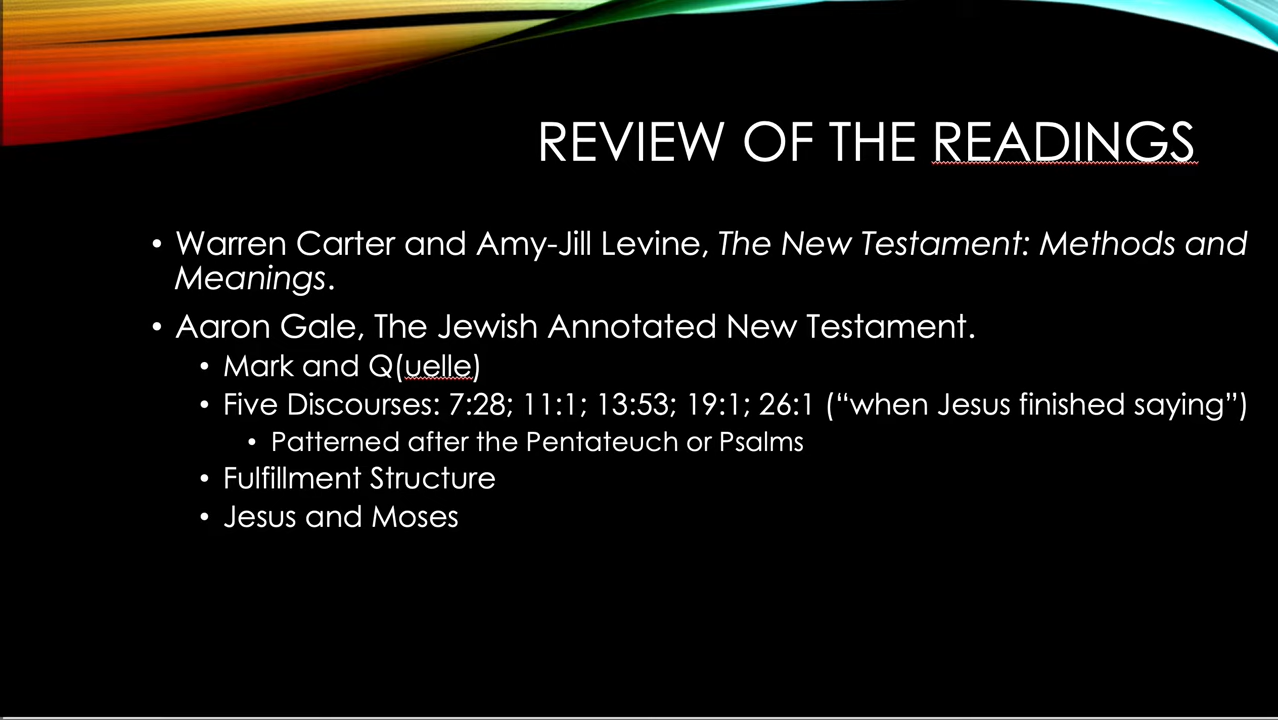 REVIEW OF THE READINGS
• Warren Carter and Amy-Jill Levine, The New Testament: Methods and
Meanings.
• Aaron Gale, The Jewish Annotated New Testament.
• Mark and Q(uelle)
• Five Discourses: 7:28; 11:1; 13:53; 19:1; 26:1 (“when Jesus finished saying”)
• Patterned after the Pentateuch or Psalms
• Fulfillment Structure
• Jesus and Moses